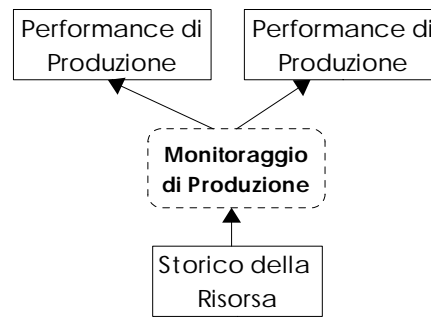 Performance di
Produzione
Performance di
Produzione
Monitoraggio
di Produzione
Storico della
Risorsa